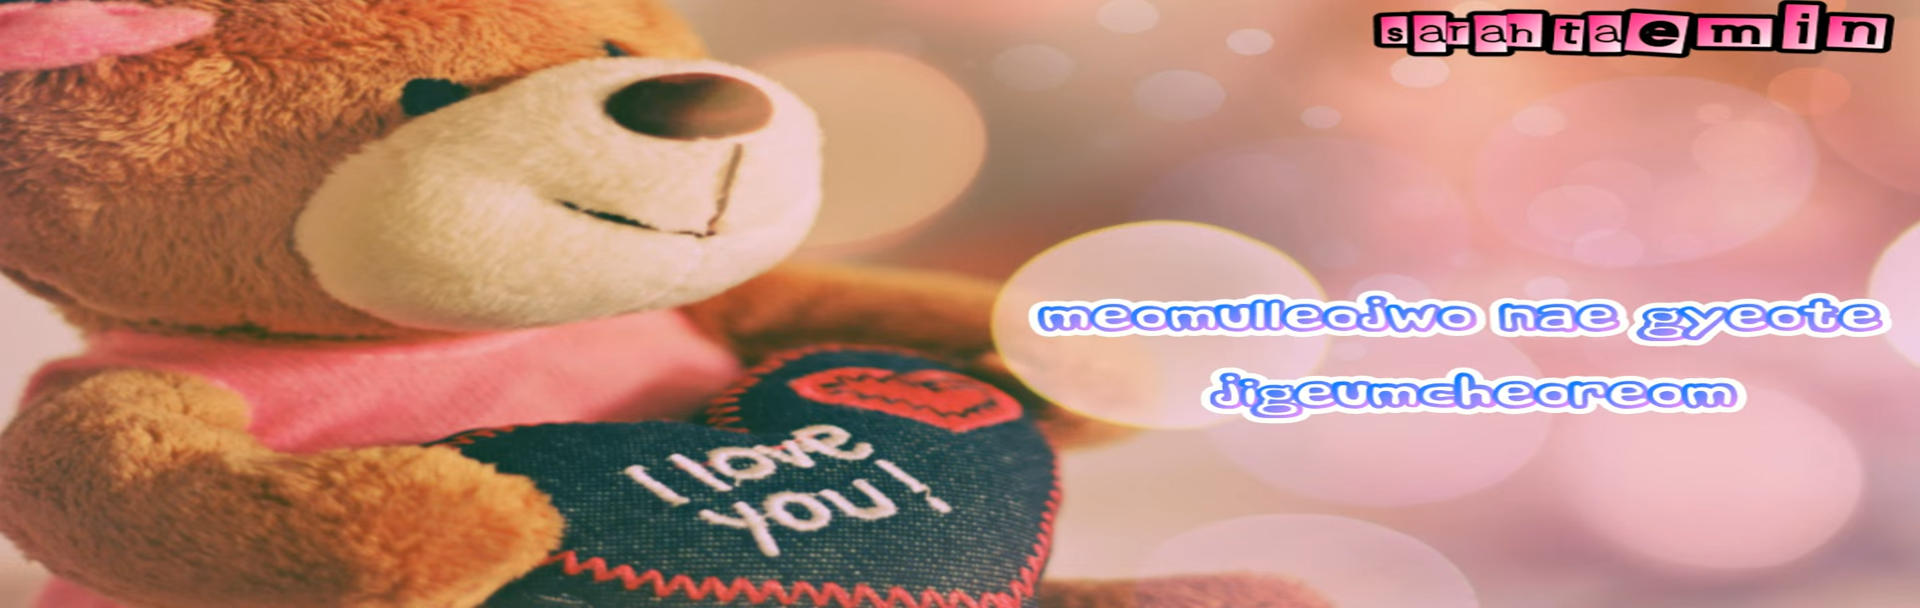 sarah taemin
meomulleojwo nae gyeote
jigeumcheoreom
I love
you!